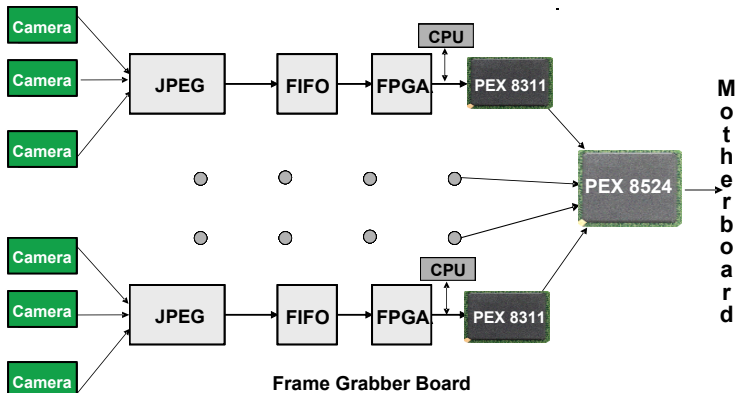 Camera
Camera
Camera
JPEG
FIFO
FPGA
CPU
PEX 8311
PEX 8524
Motherboard
Camera
Camera
Camera
JPEG
FIFO
FPGA
CPU
PEX 8311
Frame Grabber Board